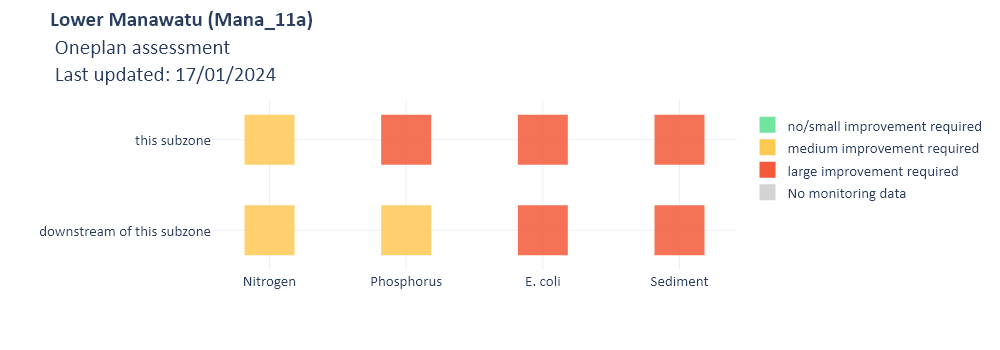 Lower Manawatu (Mana_11a)
Oneplan assessment
Last updated: 17/01/2024
this subzone
downstream of this subzone
Nitrogen Phosphorus E. coli Sediment
no/small improvement required
medium improvement required
large improvement required
No monitoring data